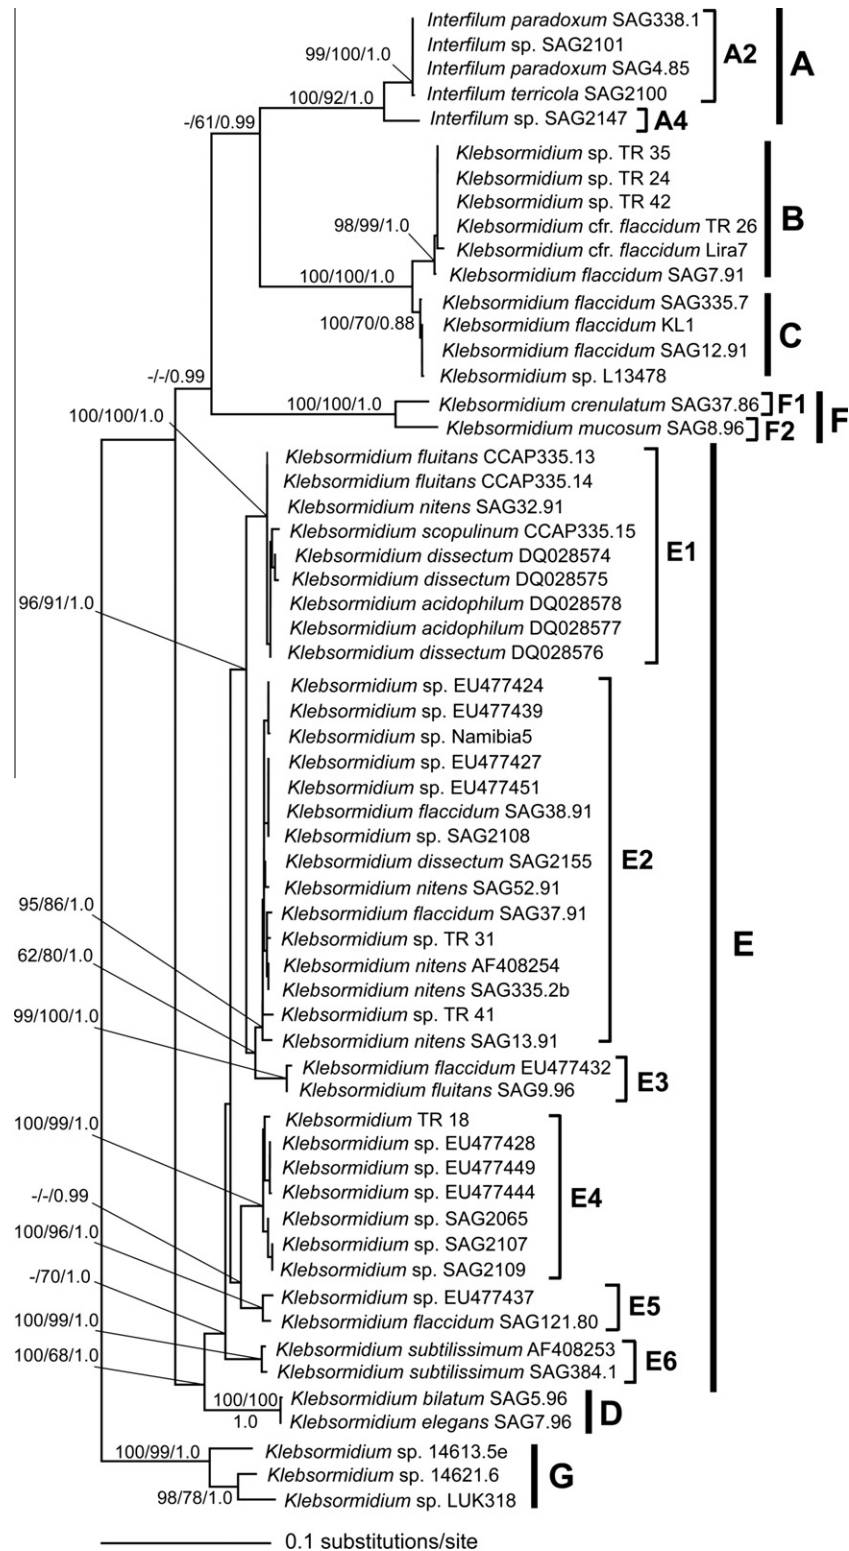 Interfilum paradoxum SAG338.1
Interfilum sp. SAG2101
99/100/1.0
A2
A
Interfilum paradoxum SAG4.85
Interfilum terricola SAG2100
100/92/1.0
Interfilum sp. SAG2147
A4
-/61/0.99
Klebsormidium sp. TR 35
Klebsormidium sp. TR 24
Klebsormidium sp. TR 42
B
98/99/1.0
Klebsormidium cfr. flaccidum TR 26
Klebsormidium cfr. flaccidum Lira7
Klebsormidium flaccidum SAG7.91
100/100/1.0
Klebsormidium flaccidum SAG335.7
100/70/0.88
Klebsormidium flaccidum KL1
C
Klebsormidium flaccidum SAG12.91
Klebsormidium sp. L13478
-/-/0.99
100/100/1.0
Klebsormidium crenulatum SAG37.86
F1
F
100/100/1.0
Klebsormidium mucosum SAG8.96
F2
Klebsormidium fluitans CCAP335.13
Klebsormidium fluitans CCAP335.14
Klebsormidium nitens SAG32.91
Klebsormidium scopulinum CCAP335.15
Klebsormidium dissectum DQ028574
E1
Klebsormidium dissectum DQ028575
96/91/1.0
Klebsormidium acidophilum DQ028578
Klebsormidium acidophilum DQ028577
Klebsormidium dissectum DQ028576
Klebsormidium sp. EU477424
Klebsormidium sp. EU477439
Klebsormidium sp. Namibia5
Klebsormidium sp. EU477427
Klebsormidium sp. EU477451
Klebsormidium flaccidum SAG38.91
Klebsormidium sp. SAG2108
Klebsormidium dissectum SAG2155
E2
Klebsormidium nitens SAG52.91
95/86/1.0
Klebsormidium flaccidum SAG37.91
Klebsormidium sp. TR 31
E
62/80/1.0
Klebsormidium nitens AF408254
Klebsormidium nitens SAG335.2b
99/100/1.0
Klebsormidium sp. TR 41
Klebsormidium nitens SAG13.91
Klebsormidium flaccidum EU477432
E3
Klebsormidium fluitans SAG9.96
100/99/1.0
Klebsormidium TR 18
Klebsormidium sp. EU477428
Klebsormidium sp. EU477449
Klebsormidium sp. EU477444
E4
-/-/0.99
Klebsormidium sp. SAG2065
100/96/1.0
Klebsormidium sp. SAG2107
Klebsormidium sp. SAG2109
-/70/1.0
Klebsormidium sp. EU477437
E5
100/99/1.0
Klebsormidium flaccidum SAG121.80
Klebsormidium subtilissimum AF408253
E6
100/68/1.0
Klebsormidium subtilissimum SAG384.1
100/100
1.0
Klebsormidium bilatum SAG5.96
D
Klebsormidium elegans SAG7.96
100/99/1.0
Klebsormidium sp. 14613.5e
Klebsormidium sp. 14621.6
G
98/78/1.0
Klebsormidium sp. LUK318
0.1 substitutions/site